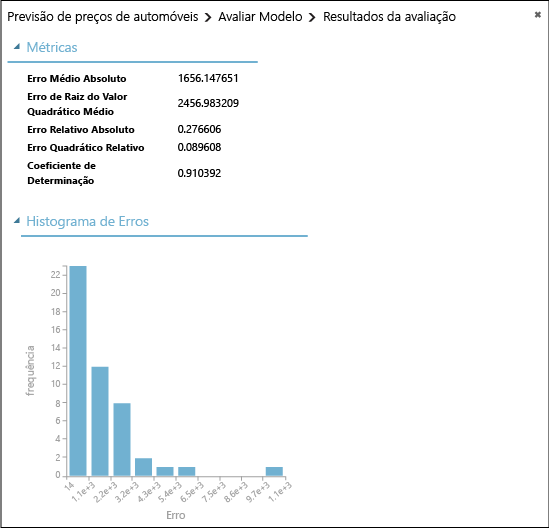 Previsão de preços de automóveis > Avaliar Modelo > Resultados da avaliação
Métricas
Erro Médio Absoluto 1656.147651
Erro de Raiz do Valor
Quadrático Médio 2456.983209
Erro Relativo Absoluto 0.276606
Erro Quadrático Relativo 0.089608
Coeficiente de
Determinação 0.910392
Histograma de Erros
frequência
22
20
18
16
14
12
10
8
6
4
2
0
14
1.1e+3
2.2e+3
3.2e+3
4.3e+3
5.4e+3
6.5e+3
7.5e+3
8.6e+3
9.7e+3
1.1e+3
Erro